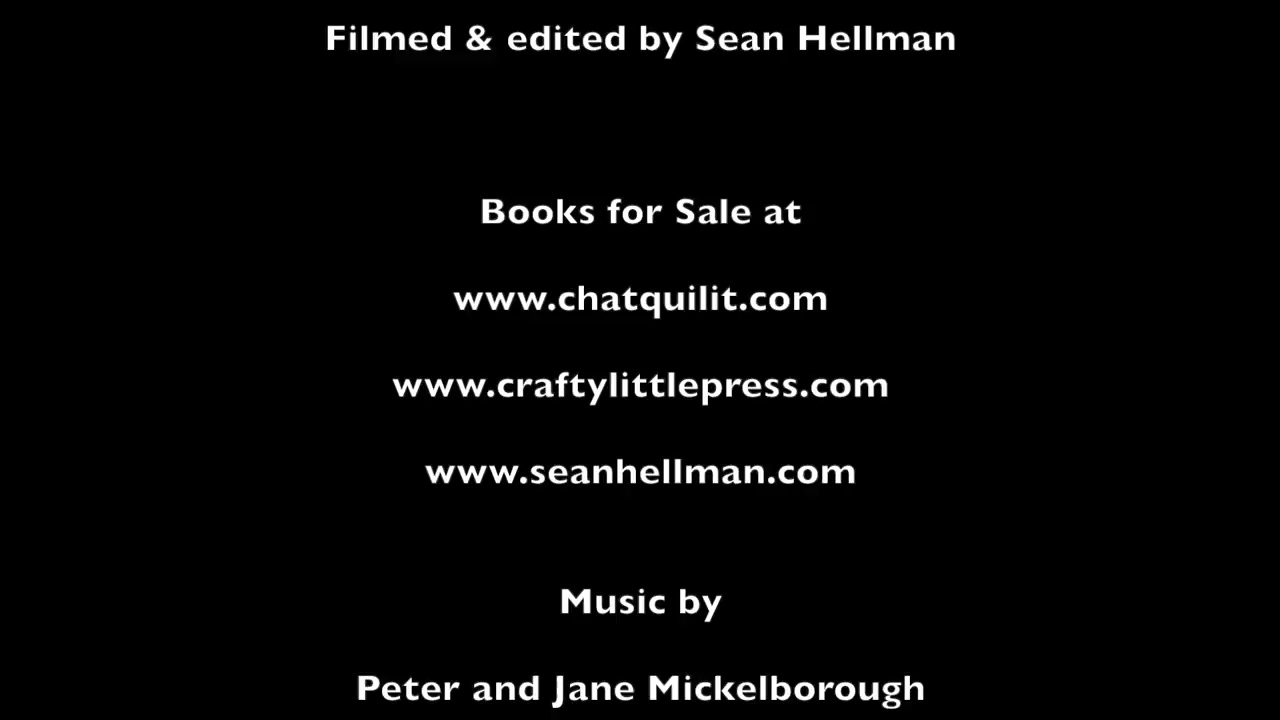 Filmed & edited by Sean Hellman
Books for Sale at
www.chatquilit.com
www.craftylittlepress.com
www.seanhellman.com
Music by
Peter and Jane Mickelborough